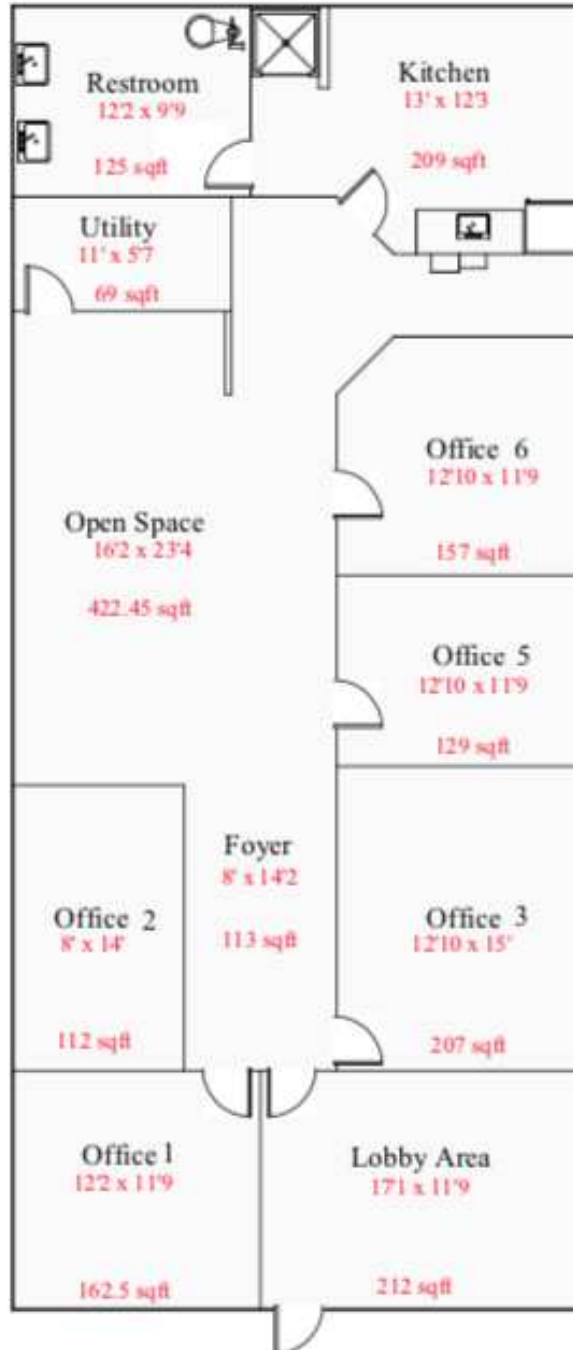 Restroom
12'2 x 9'9
125 sqft
Kitchen
13' x 12'3
209 sqft
Utility
11' x 5'7
69 sqft
Office 6
12'10 x 11'9
157 sqft
Open Space
16'2 x 23'4
422.45 sqft
Office 5
12'10 x 11'9
129 sqft
Foyer
8' x 14'2
113 sqft
Office 2
8' x 14'
112 sqft
Office 3
12'10 x 15'
207 sqft
Office 1
12'2 x 11'9
162.5 sqft
Lobby Area
17'1 x 11'9
212 sqft